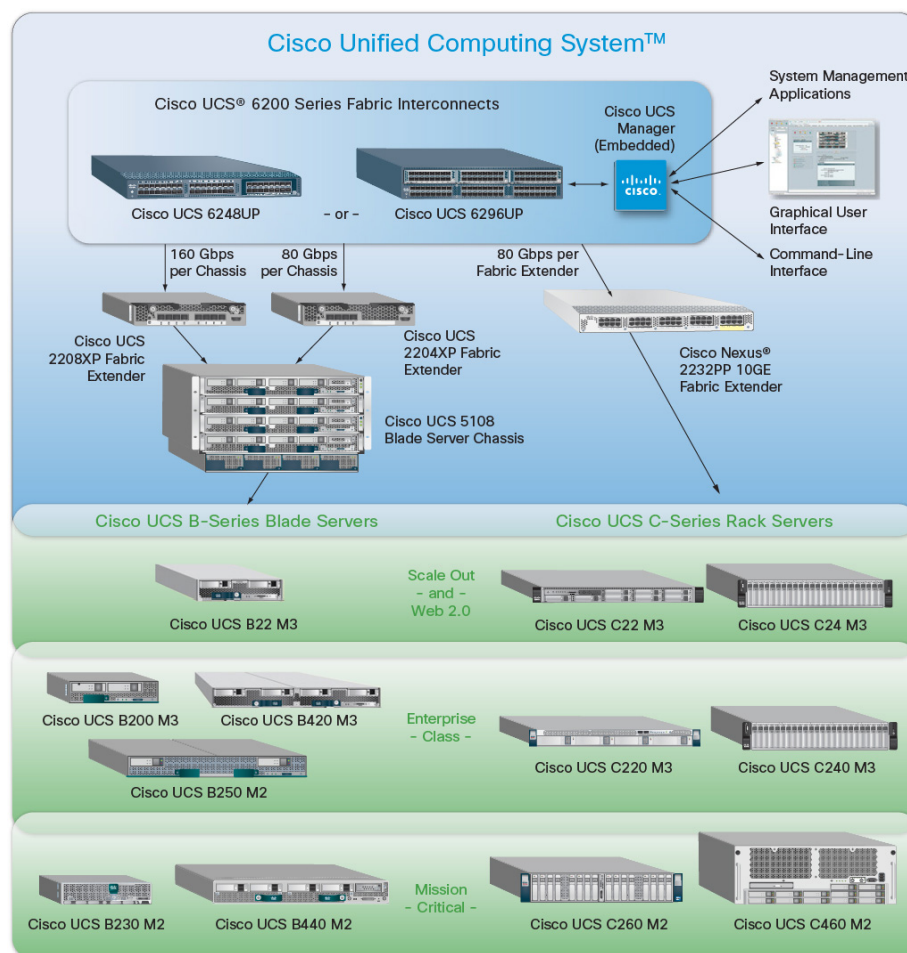 Cisco Unified Computing System™
Cisco UCS® 6200 Series Fabric Interconnects
Cisco UCS
Manager
(Embedded)
System Management
Applications
CISCO
Graphical User
Interface
Command-Line
Interface
Cisco UCS 6248UP
- or -
Cisco UCS 6296UP
160 Gbps
per Chassis
80 Gbps
per Chassis
80 Gbps per
Fabric Extender
Cisco UCS
2208XP Fabric
Extender
Cisco UCS
2204XP Fabric
Extender
Cisco Nexus®
2232PP 10GE
Fabric Extender
Cisco UCS 5108
Blade Server Chassis
Cisco UCS B-Series Blade Servers
Cisco UCS C-Series Rack Servers
Scale Out
- and -
Web 2.0
Cisco UCS B22 M3
Cisco UCS C22 M3
Cisco UCS C24 M3
Cisco UCS B200 M3
Cisco UCS B420 M3
Enterprise
- Class -
Cisco UCS B250 M2
Cisco UCS C220 M3
Cisco UCS C240 M3
Mission
- Critical -
Cisco UCS B230 M2
Cisco UCS B440 M2
Cisco UCS C260 M2
Cisco UCS C460 M2